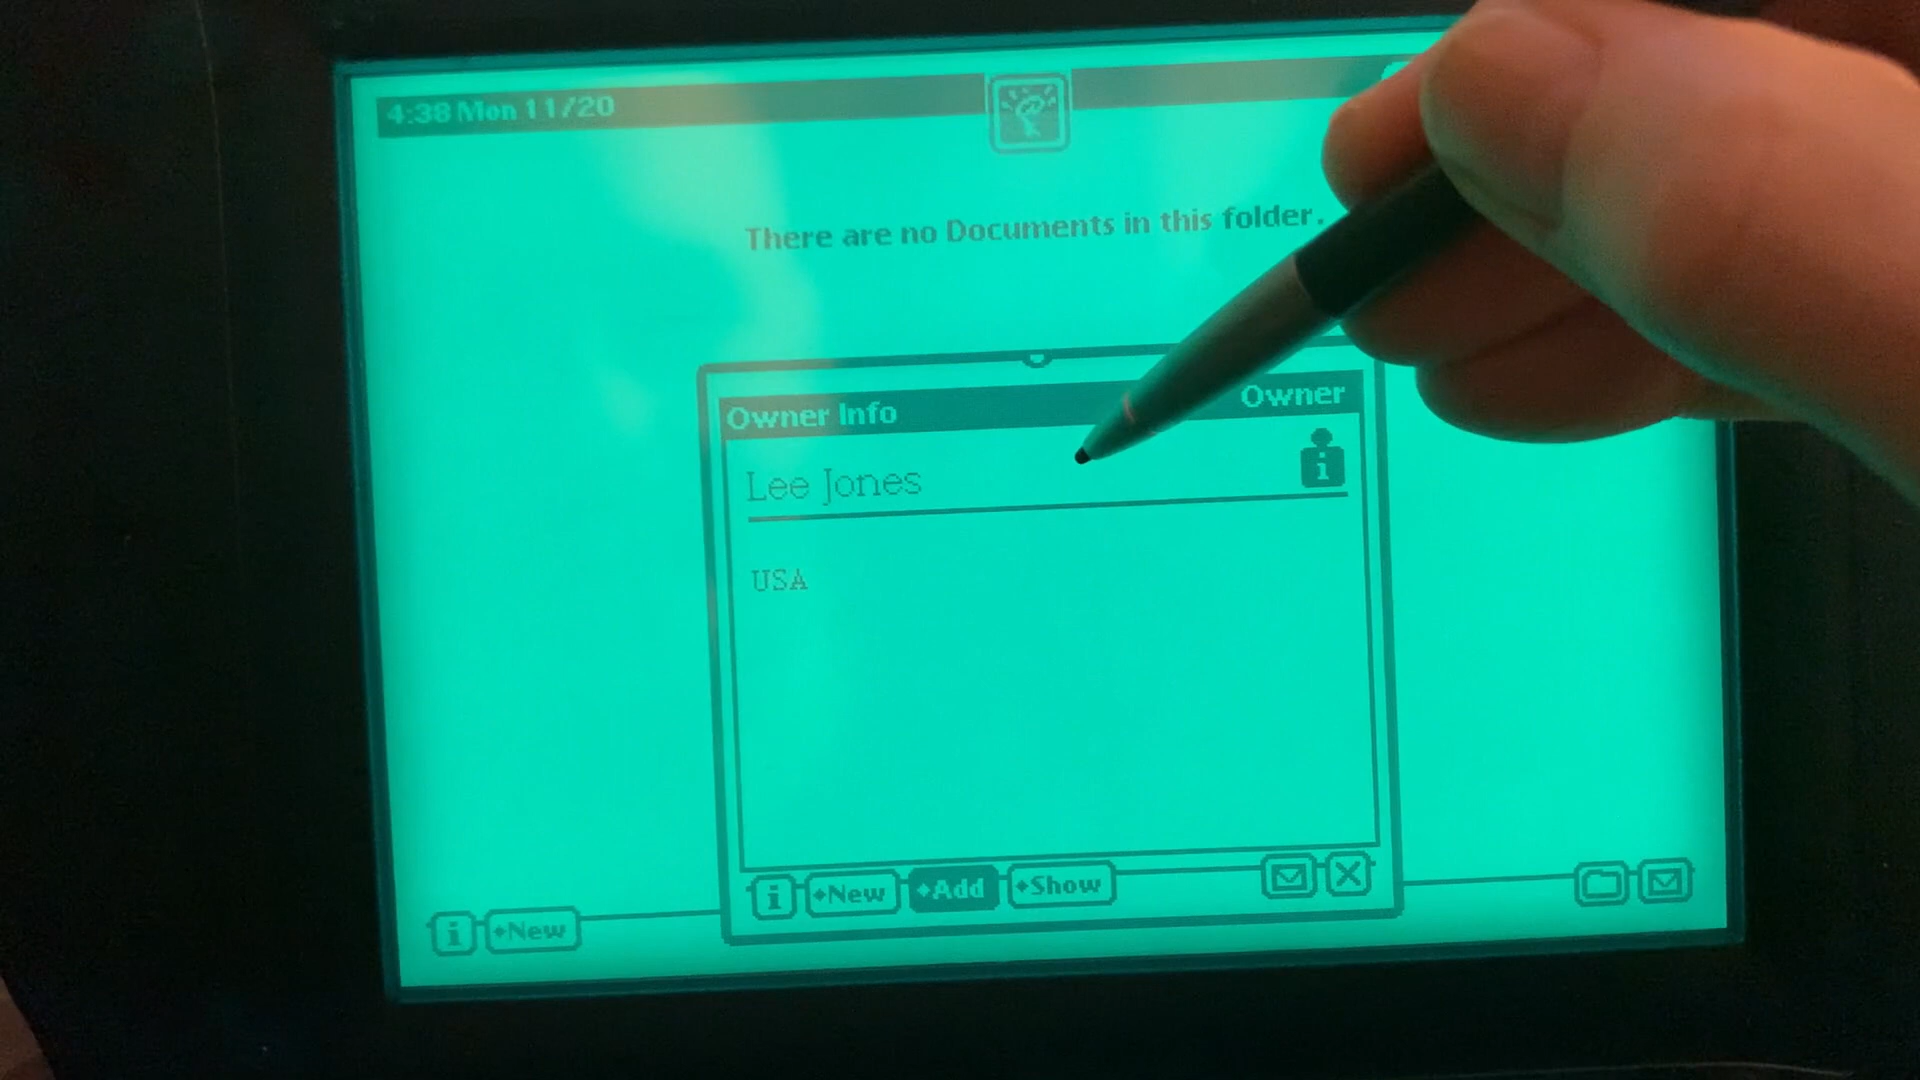 4:38 Mon 11/20
There are no Documents in this folder.
Owner Info
Owner
Lee Jones
i
USA
i
◆New
◆Add
◆Show
i
◆New